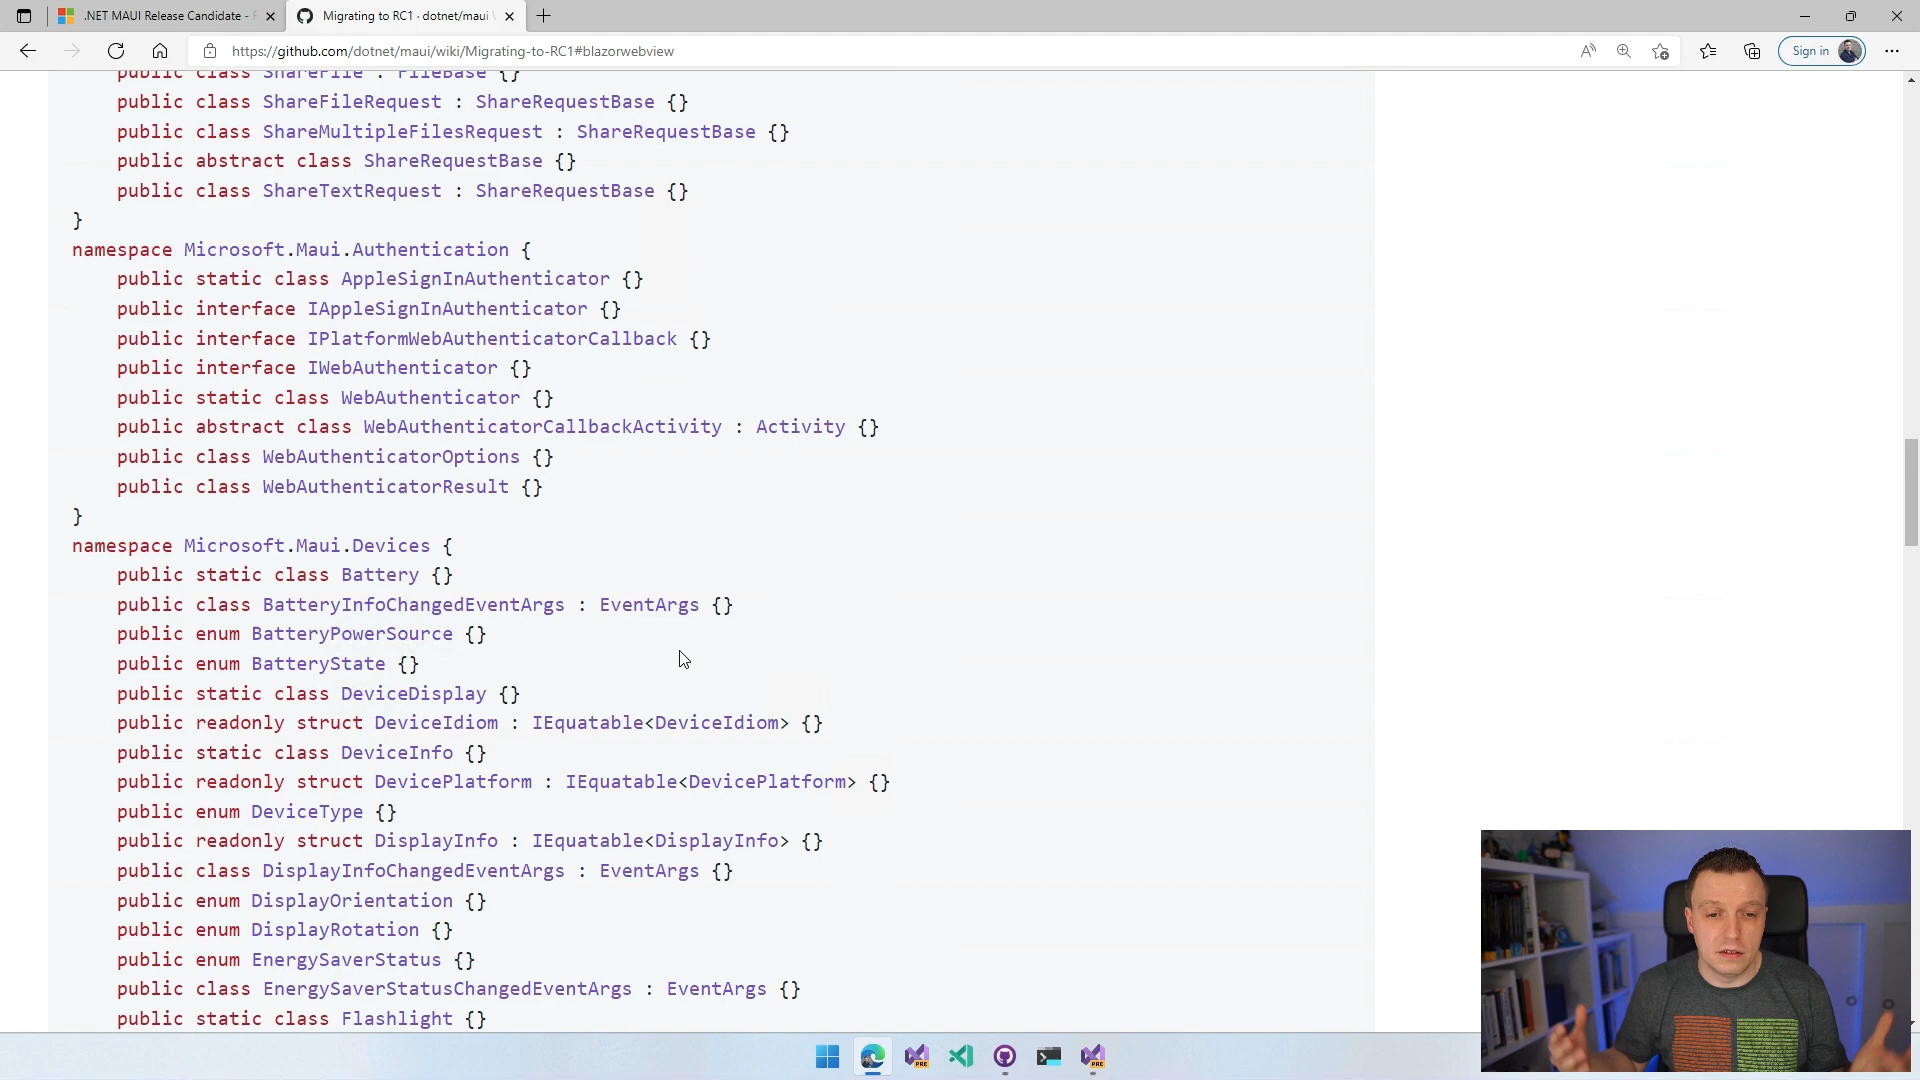 .NET MAUI Release Candidate -
Migrating to RC1 · dotnet/maui
https://github.com/dotnet/maui/wiki/Migrating-to-RC1#blazorwebview
Sign in
public class ShareFile : FileBase {}
public class ShareFileRequest : ShareRequestBase {}
public class ShareMultipleFilesRequest : ShareRequestBase {}
public abstract class ShareRequestBase {}
public class ShareTextRequest : ShareRequestBase {}
}
namespace Microsoft.Maui.Authentication {
public static class AppleSignInAuthenticator {}
public interface IAppleSignInAuthenticator {}
public interface IPlatformWebAuthenticatorCallback {}
public interface IWebAuthenticator {}
public static class WebAuthenticator {}
public abstract class WebAuthenticatorCallbackActivity : Activity {}
public class WebAuthenticatorOptions {}
public class WebAuthenticatorResult {}
}
namespace Microsoft.Maui.Devices {
public static class Battery {}
public class BatteryInfoChangedEventArgs : EventArgs {}
public enum BatteryPowerSource {}
public enum BatteryState {}
public static class DeviceDisplay {}
public readonly struct DeviceIdiom : IEquatable<DeviceIdiom> {}
public static class DeviceInfo {}
public readonly struct DevicePlatform : IEquatable<DevicePlatform> {}
public enum DeviceType {}
public readonly struct DisplayInfo : IEquatable<DisplayInfo> {}
public class DisplayInfoChangedEventArgs : EventArgs {}
public enum DisplayOrientation {}
public enum DisplayRotation {}
public enum EnergySaverStatus {}
public class EnergySaverStatusChangedEventArgs : EventArgs {}
public static class Flashlight {}
PRE
PRE